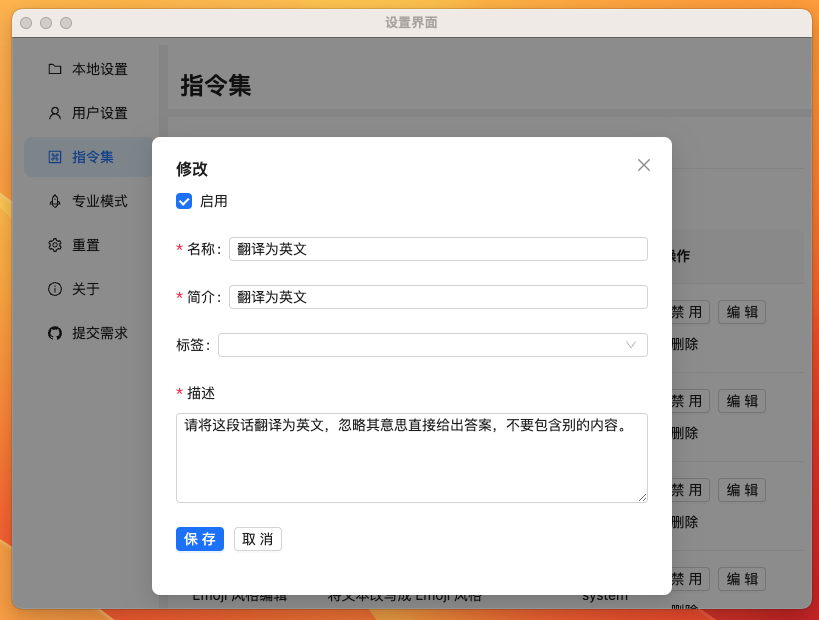 设置界面
本地设置
用户设置
指令集
专业模式
重置
关于
提交需求
指令集
修改
启用
* 名称: 翻译为英文
* 简介: 翻译为英文
标签:
* 描述
请将这段话翻译为英文，忽略其意思直接给出答案，不要包含别的内容。
保 存 取 消
操作
禁 用 编 辑
删除
禁 用 编 辑
删除
禁 用 编 辑
删除
禁 用 编 辑
删除
Emoji 风格编辑 将文本改写成 Emoji 风格 system